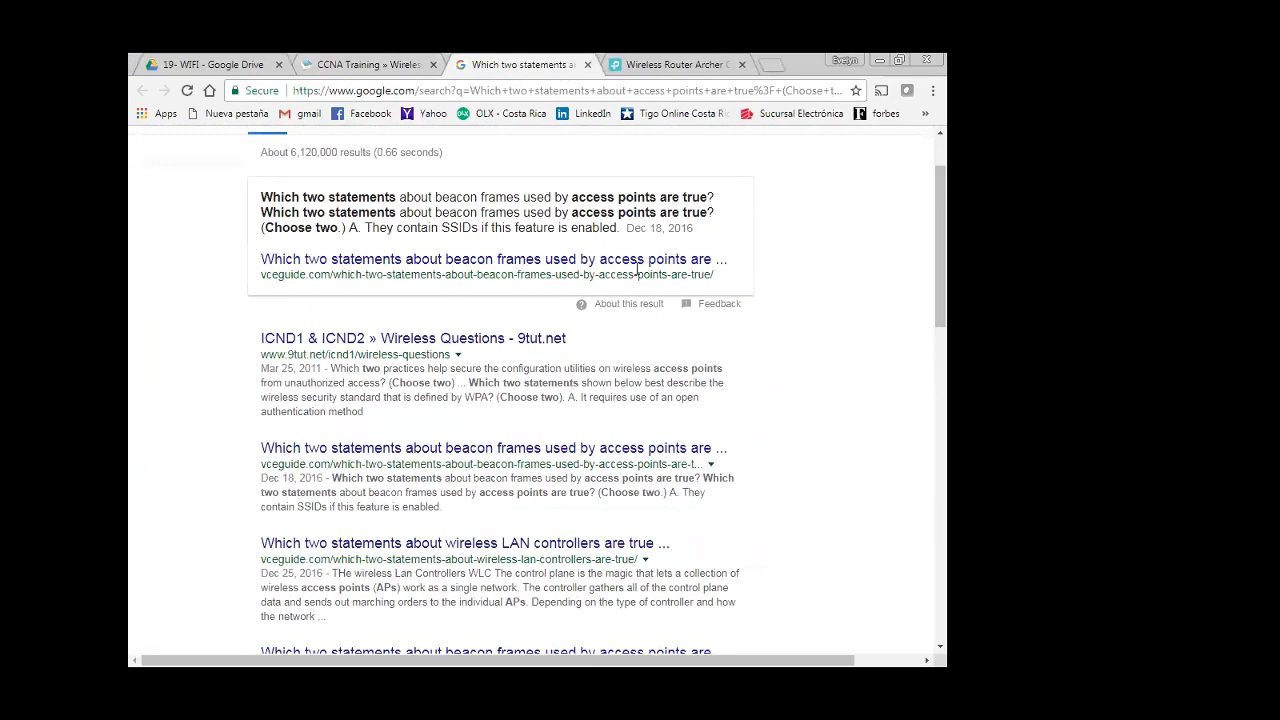 19- WIFI - Google Drive
CCNA Training » Wireles
Which two statements a
Wireless Router Archer C
Evelyn
Secure
https://www.google.com/search?q=Which+two+statements+about+access+points+are+true%3F+(Choose+t...
Apps
Nueva pestaña
gmail
Facebook
Yahoo
OLX - Costa Rica
LinkedIn
Tigo Online Costa Ric
Sucursal Electrónica
forbes
»
About 6,120,000 results (0.66 seconds)
Which two statements about beacon frames used by access points are true?
Which two statements about beacon frames used by access points are true?
(Choose two.) A. They contain SSIDs if this feature is enabled. Dec 18, 2016
Which two statements about beacon frames used by access points are ...
vceguide.com/which-two-statements-about-beacon-frames-used-by-access-points-are-true/
About this result
Feedback
ICND1 & ICND2 » Wireless Questions - 9tut.net
www.9tut.net/icnd1/wireless-questions
Mar 25, 2011 - Which two practices help secure the configuration utilities on wireless access points
from unauthorized access? (Choose two) ... Which two statements shown below best describe the
wireless security standard that is defined by WPA? (Choose two). A. It requires use of an open
authentication method
Which two statements about beacon frames used by access points are ...
vceguide.com/which-two-statements-about-beacon-frames-used-by-access-points-are-t...
Dec 18, 2016 - Which two statements about beacon frames used by access points are true? Which
two statements about beacon frames used by access points are true? (Choose two.) A. They
contain SSIDs if this feature is enabled.
Which two statements about wireless LAN controllers are true ...
vceguide.com/which-two-statements-about-wireless-lan-controllers-are-true/
Dec 25, 2016 - THe wireless Lan Controllers WLC The control plane is the magic that lets a collection of
wireless access points (APs) work as a single network. The controller gathers all of the control plane
data and sends out marching orders to the individual APs. Depending on the type of controller and how
the network ...
Which two statements about beacon frames used by access points are